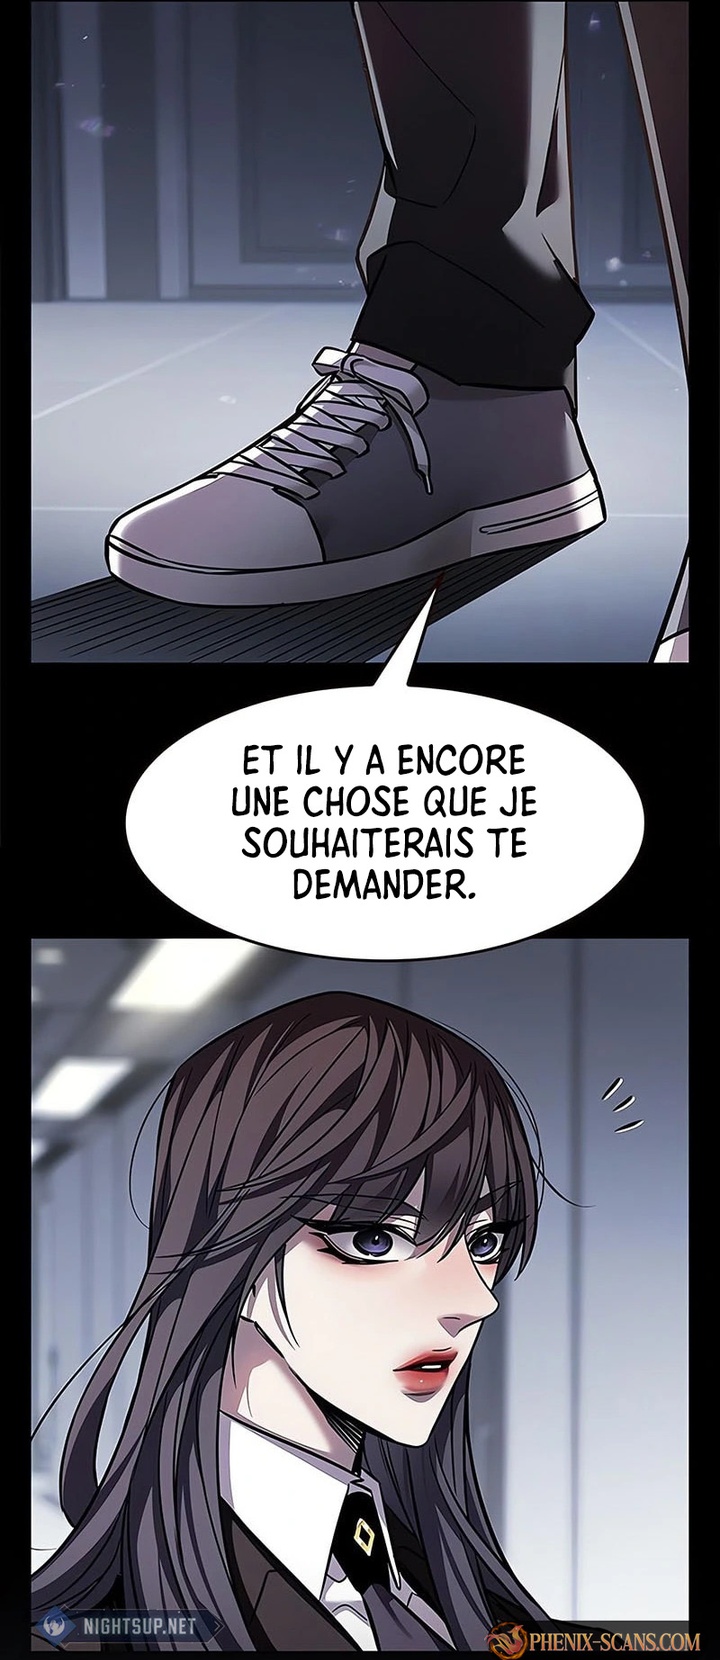 ET IL Y A ENCORE
UNE CHOSE QUE JE
SOUHAITERAIS TE
DEMANDER.
NIGHTSUP.NET
PHENIX-SCANS.COM